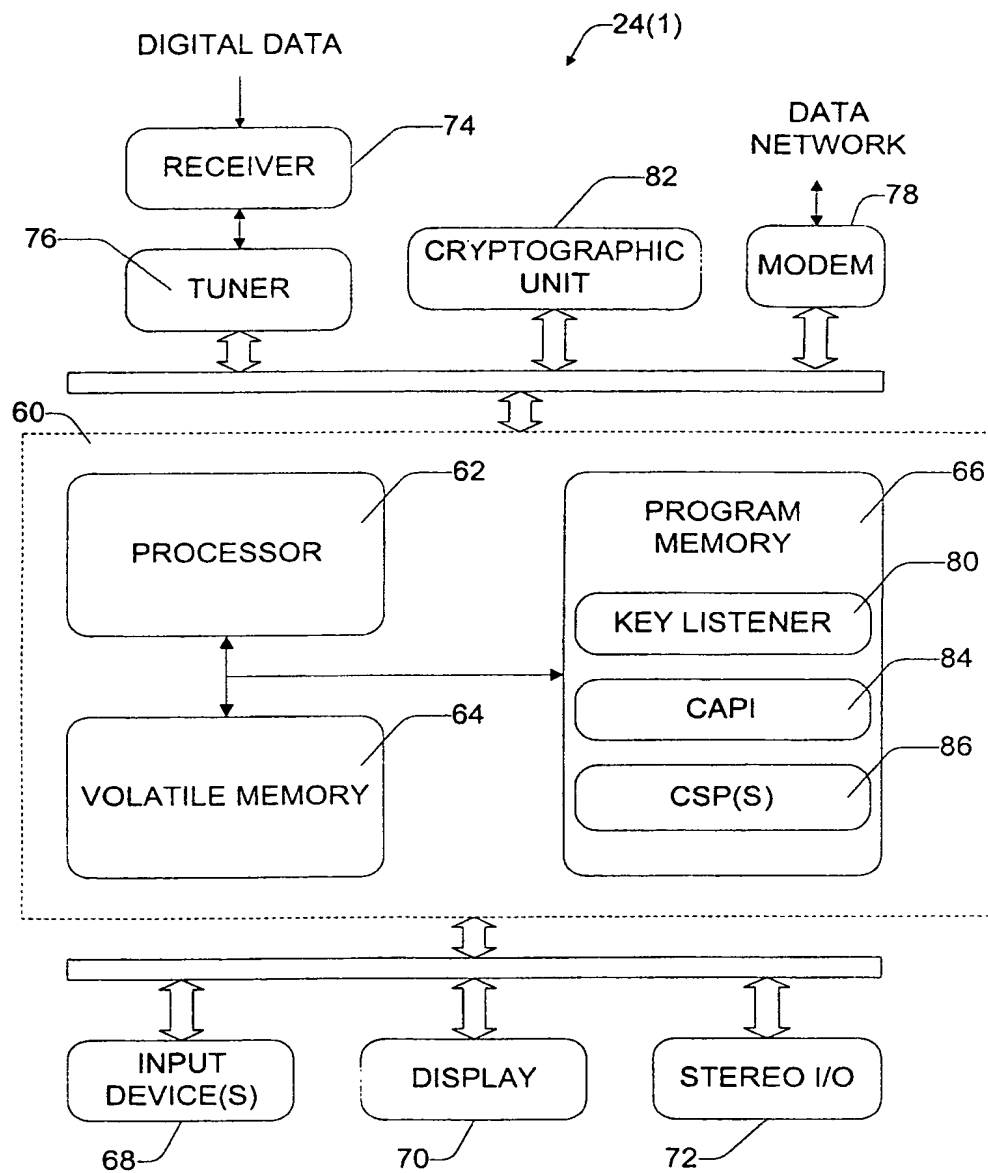 24(1)
DIGITAL DATA
DATA
NETWORK
74
RECEIVER
82
78
76
TUNER
CRYPTOGRAPHIC
UNIT
MODEM
60
62
66
PROCESSOR
PROGRAM
MEMORY
80
KEY LISTENER
84
CAPI
64
VOLATILE MEMORY
86
CSP(S)
INPUT
DEVICE(S)
DISPLAY
STEREO I/O
68
70
72